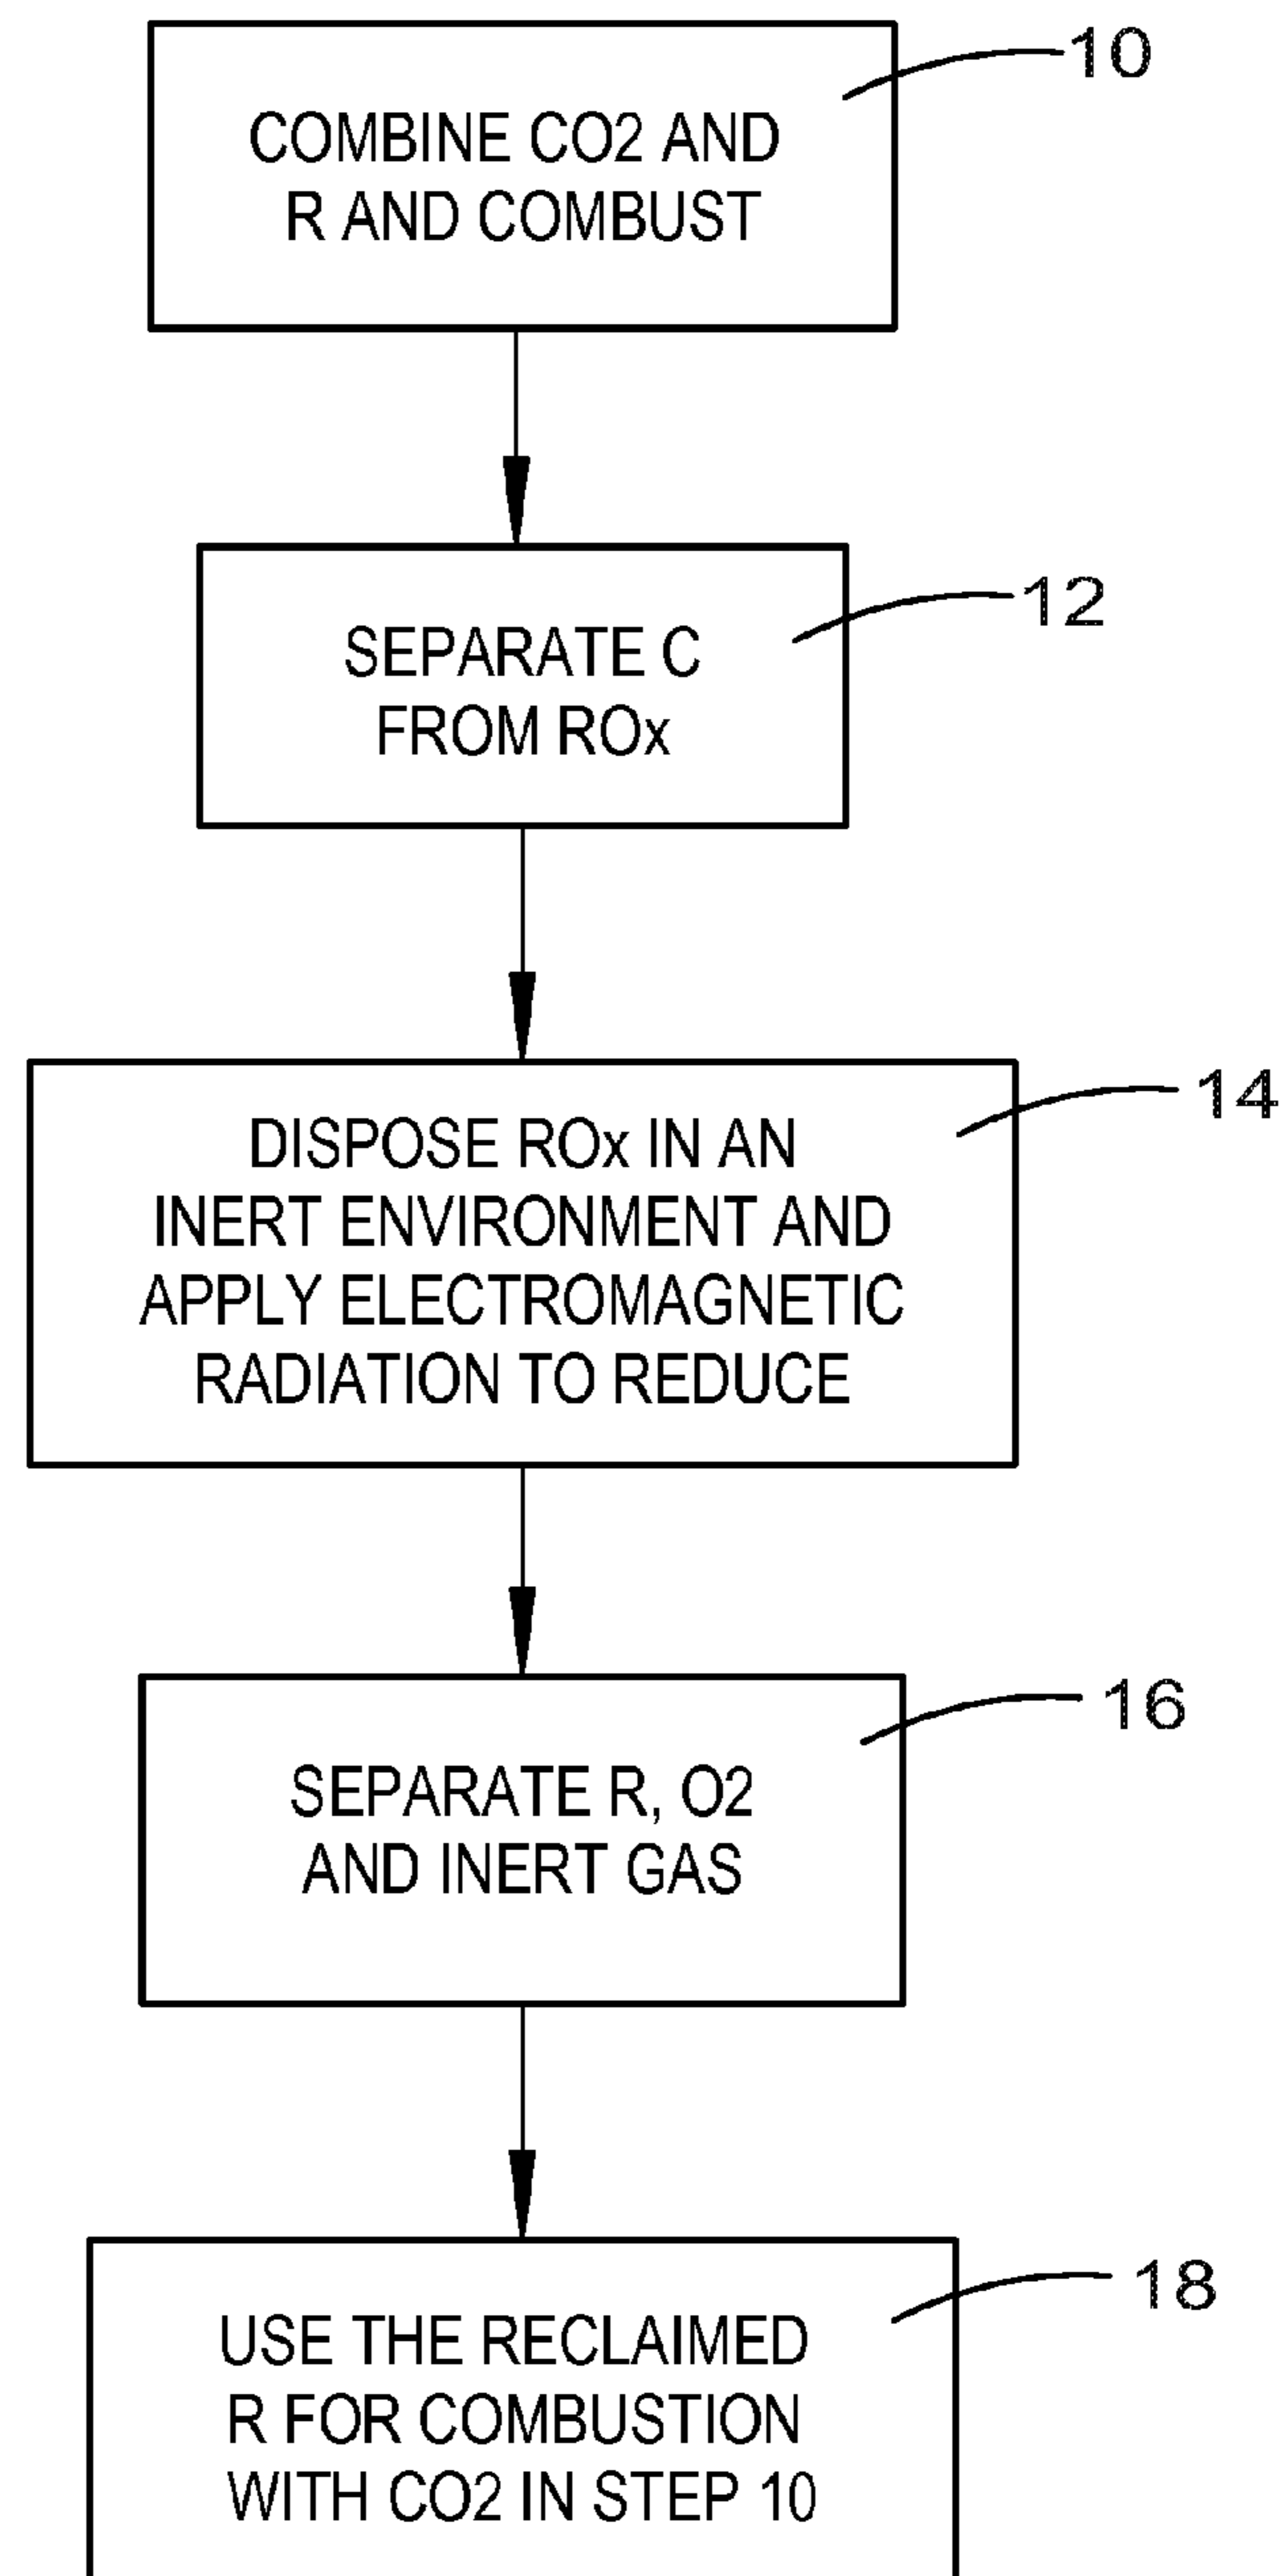 10
COMBINE CO2 AND
R AND COMBUST
12
SEPARATE C
FROM ROx
14
DISPOSE ROx IN AN
INERT ENVIRONMENT AND
APPLY ELECTROMAGNETIC
RADIATION TO REDUCE
16
SEPARATE R, O2
AND INERT GAS
18
USE THE RECLAIMED
R FOR COMBUSTION
WITH CO2 IN STEP 10